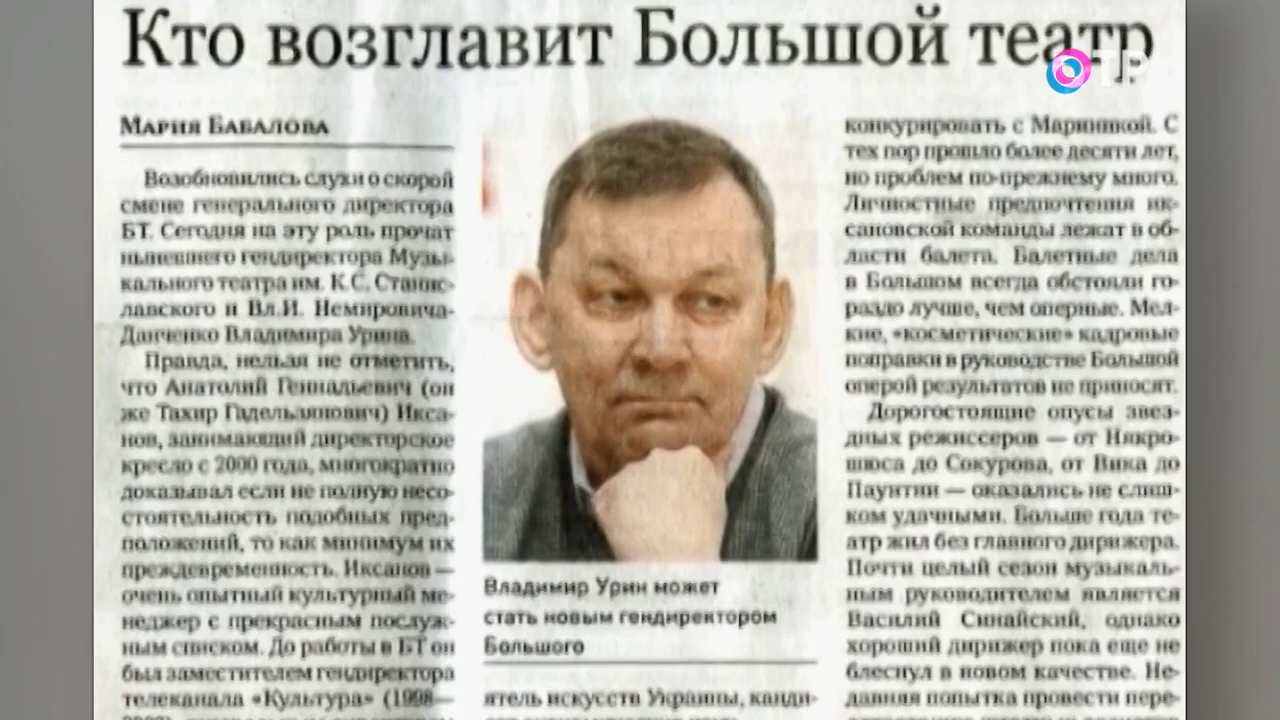 Кто возглавит Большой театр
ОТР
МАРИЯ БАБАЛОВА
Возобновились слухи о скорой
смене генерального директора
БТ. Сегодня на эту роль прочат
нынешнего гендиректора Музы-
кального театра им. К.С. Станис-
лавского и Вл.И. Немировича-
Данченко Владимира Урина.
Правда, нельзя не отметить,
что Анатолий Геннадьевич (он
же Тахир Гадельзянович) Икса-
нов, занимающий директорское
кресло с 2000 года, многократно
доказывал если не полную несо-
стоятельность подобных пред-
положений, то как минимум их
преждевременность. Иксанов —
очень опытный культурный ме-
неджер с прекрасным послуж-
ным списком. До работы в БТ он
был заместителем гендиректора
телеканала «Культура» (1998—
Владимир Урин может
стать новым гендиректором
Большого
ятель искусств Украины, канди-
конкурировать с Мариинкой. С
тех пор прошло более десяти лет,
но проблем по-прежнему много.
Личностные предпочтения ик-
сановской команды лежат в об-
ласти балета. Балетные дела
в Большом всегда обстояли го-
раздо лучше, чем оперные. Мел-
кие, «косметические» кадровые
поправки в руководстве Большой
оперой результатов не приносят.
Дорогостоящие опусы звез-
дных режиссеров — от Някро-
шюса до Сокурова, от Вика до
Паунтни — оказались не слиш-
ком удачными. Больше года те-
атр жил без главного дирижера.
Почти целый сезон музыкаль-
ным руководителем является
Василий Синайский, однако
хороший дирижер пока еще не
блеснул в новом качестве. Не-
давняя попытка провести пере-